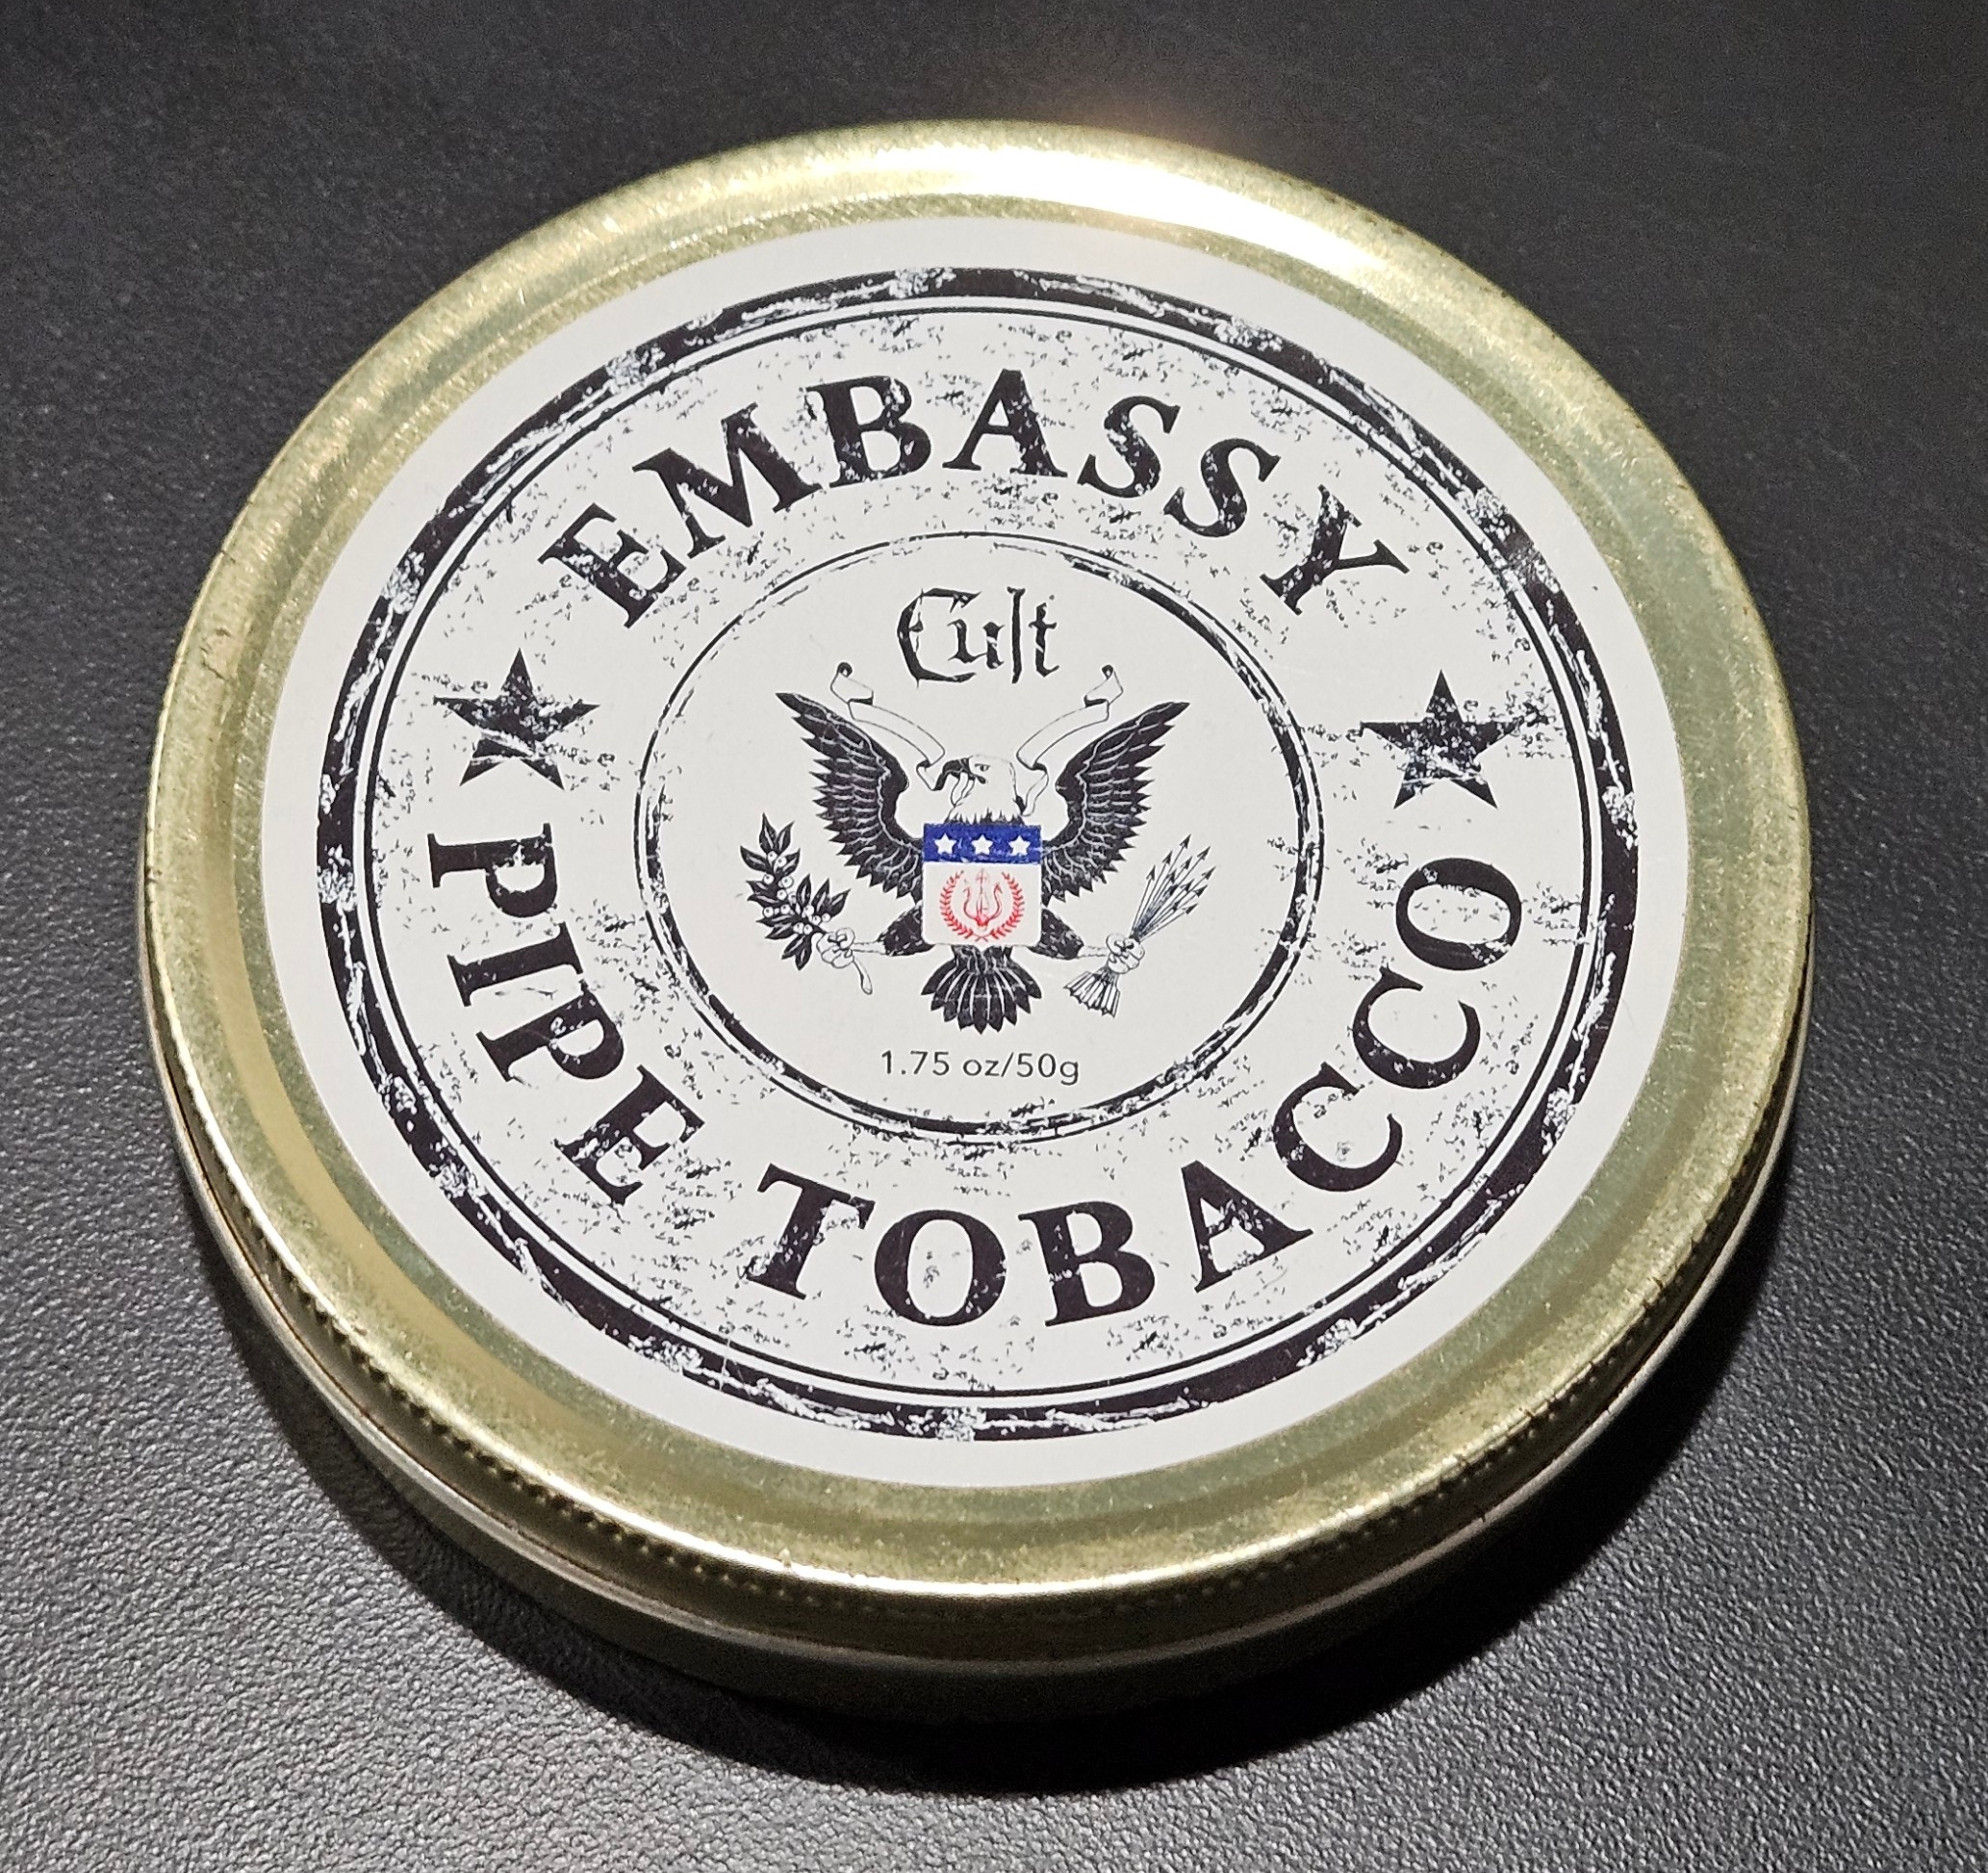 EMBASSY
Cult
1.75 oz/50g
PIPE TOBACCO